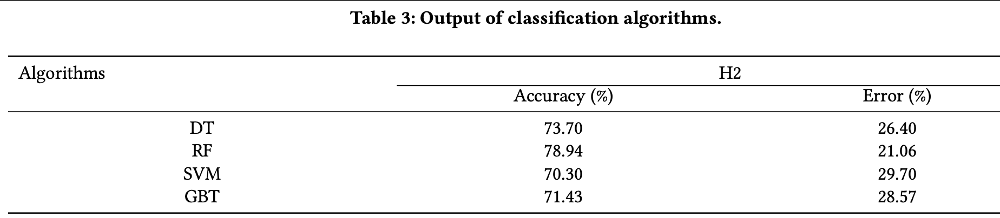 Table 3: Output of classification algorithms.
Algorithms H2
Accuracy (%) Error (%)
DT 73.70 26.40
RF 78.94 21.06
SVM 70.30 29.70
GBT 71.43 28.57